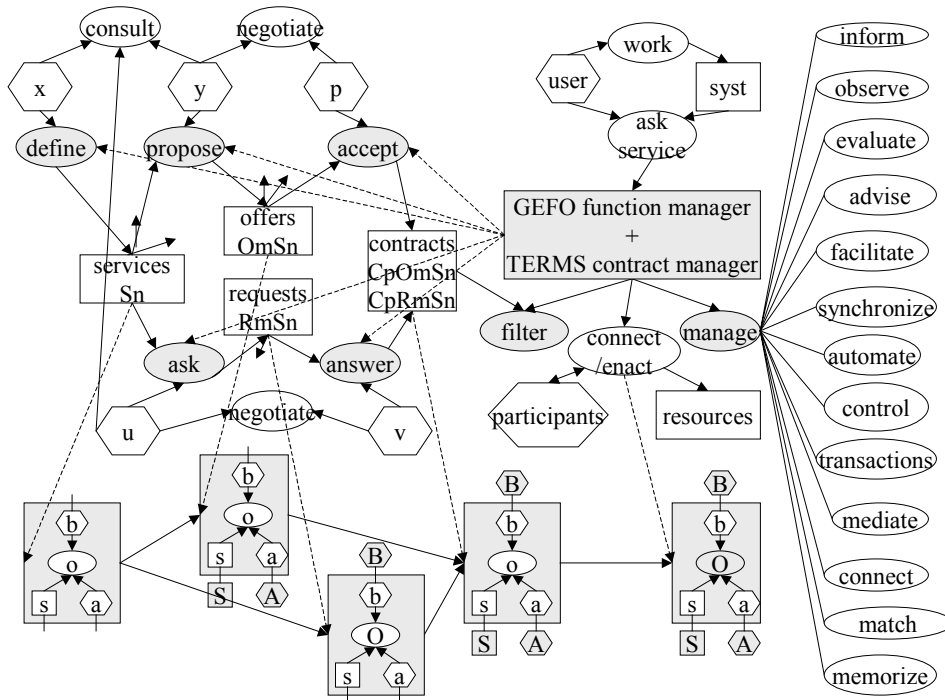 consult
negotiate
x
y
p
define
propose
accept
offers
OmSn
services
Sn
contracts
CpOmSn
CpRmSn
requests
RmSn
ask
answer
u
negotiate
v
user
work
syst
ask
service
GEFO function manager
+
TERMS contract manager
filter
connect
/enact
manage
participants
resources
inform
observe
evaluate
advise
facilitate
synchronize
automate
control
transactions
mediate
connect
match
memorize
b
o
s
a
b
o
s
a
S
A
B
b
O
s
a
B
b
o
s
a
S
A
B
b
O
s
a
S
A